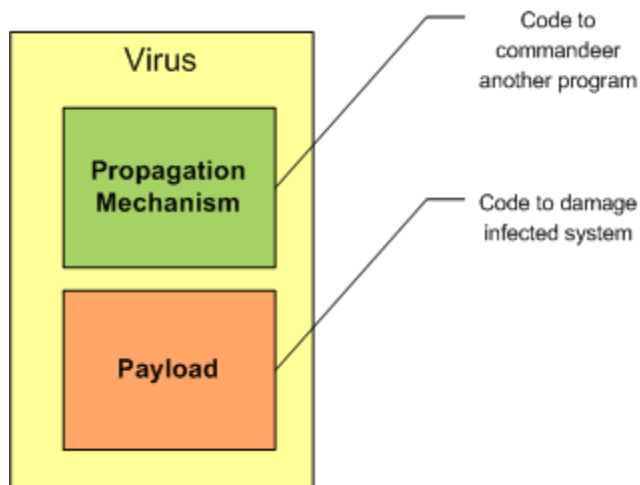 Virus
Propagation
Mechanism
Payload
Code to
commandeer
another program
Code to damage
infected system